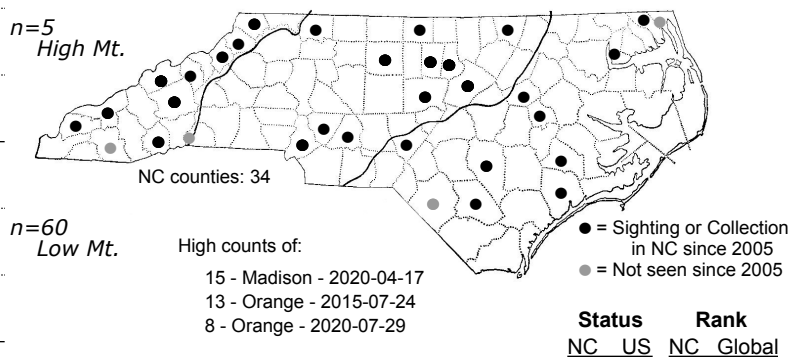 n=5
High Mt.
NC counties: 34
n=60
Low Mt.
High counts of:
15 - Madison - 2020-04-17
13 - Orange - 2015-07-24
8 - Orange - 2020-07-29
● = Sighting or Collection
in NC since 2005
● = Not seen since 2005
Status Rank
NC US NC Global